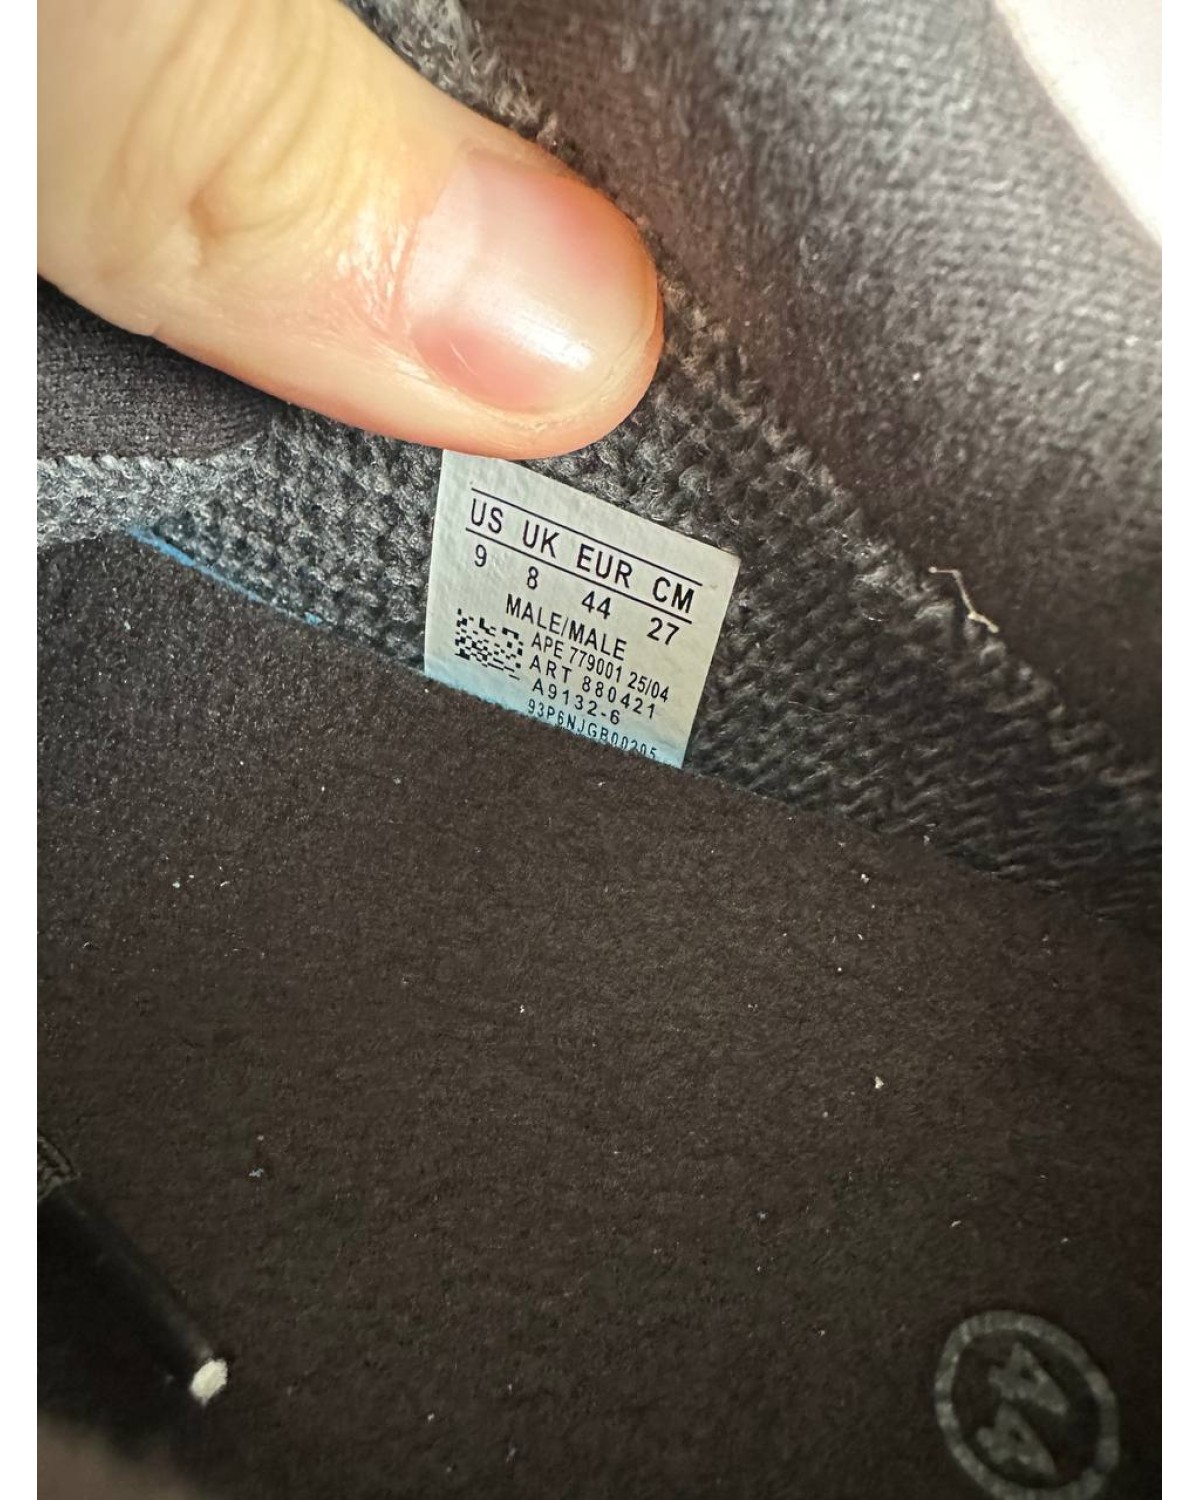 US UK EUR CM
9 8 44 27
MALE/MALE
APE 779001 25/04
ART 880421
A9132-6
93P6NJGB00205
44